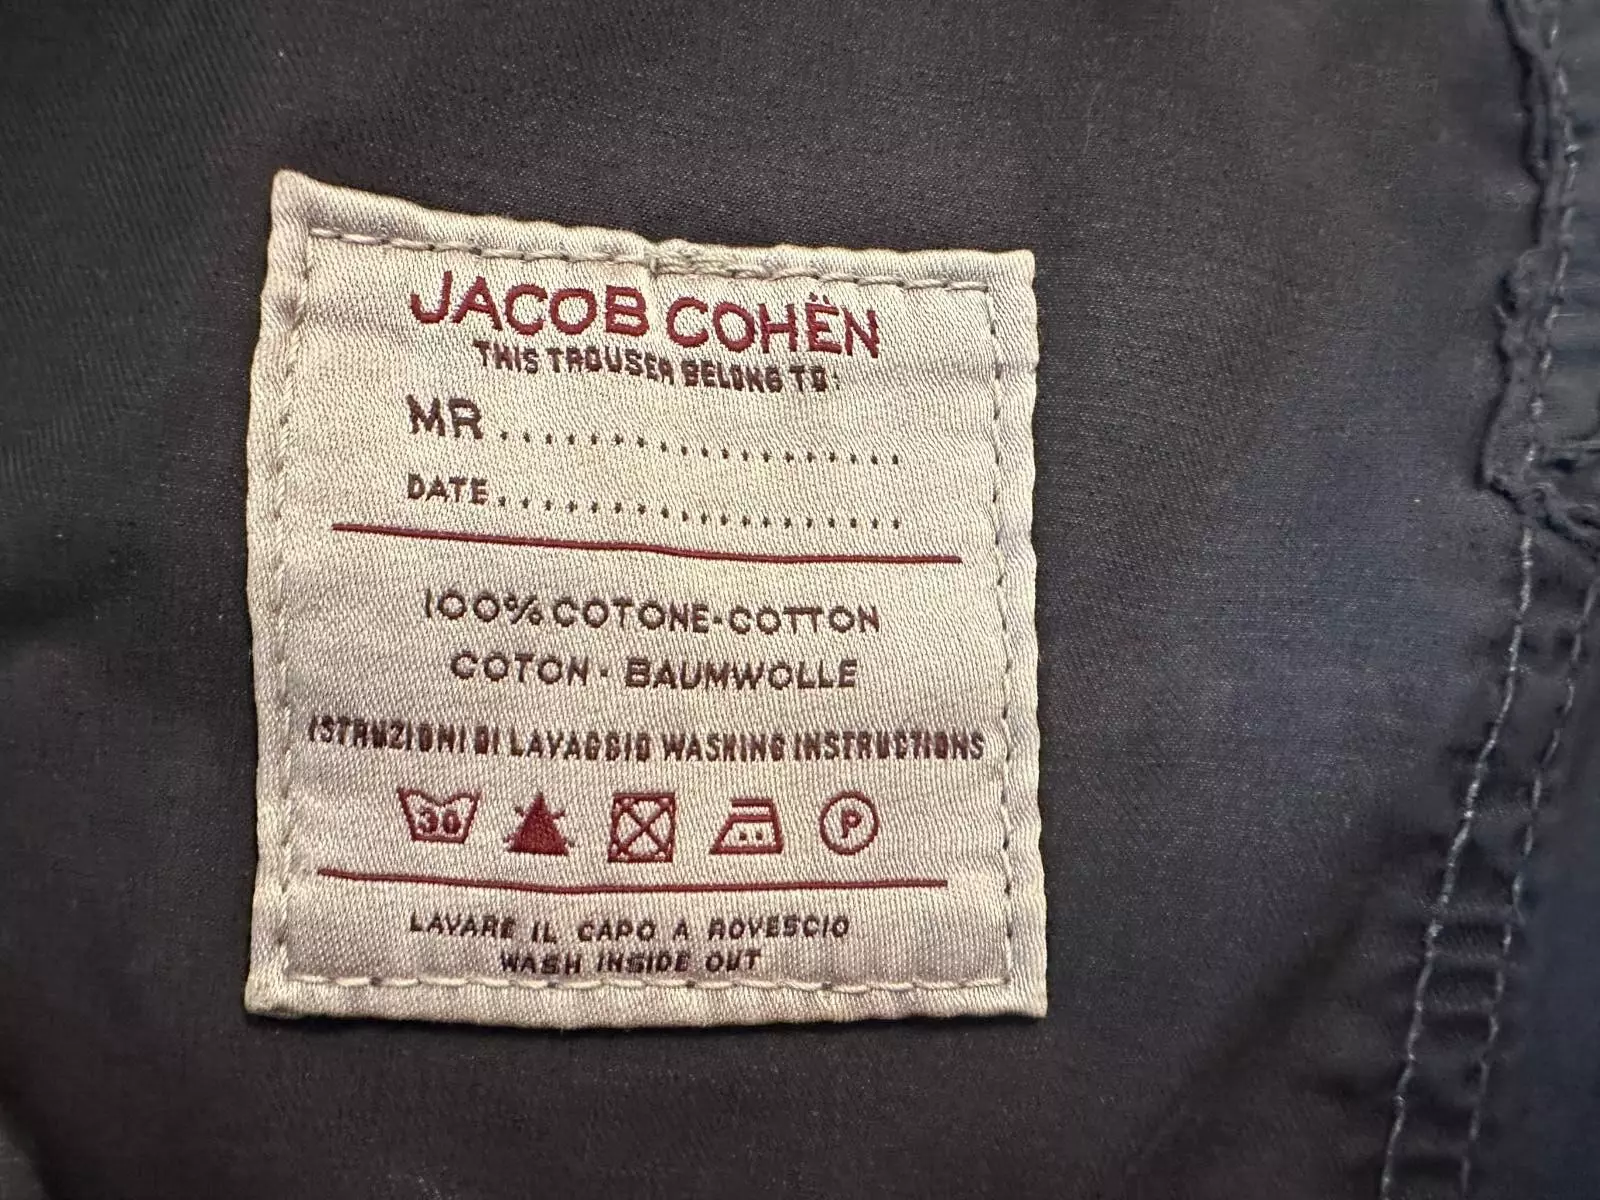 JACOB COHËN
THIS TROUSER BELONG TO:
MR....................
DATE....................
100% COTONE-COTTON
COTON · BAUMWOLLE
ISTRUZIONI DI LAVAGGIO WASHING INSTRUCTIONS
30 P
LAVARE IL CAPO A ROVESCIO
WASH INSIDE OUT